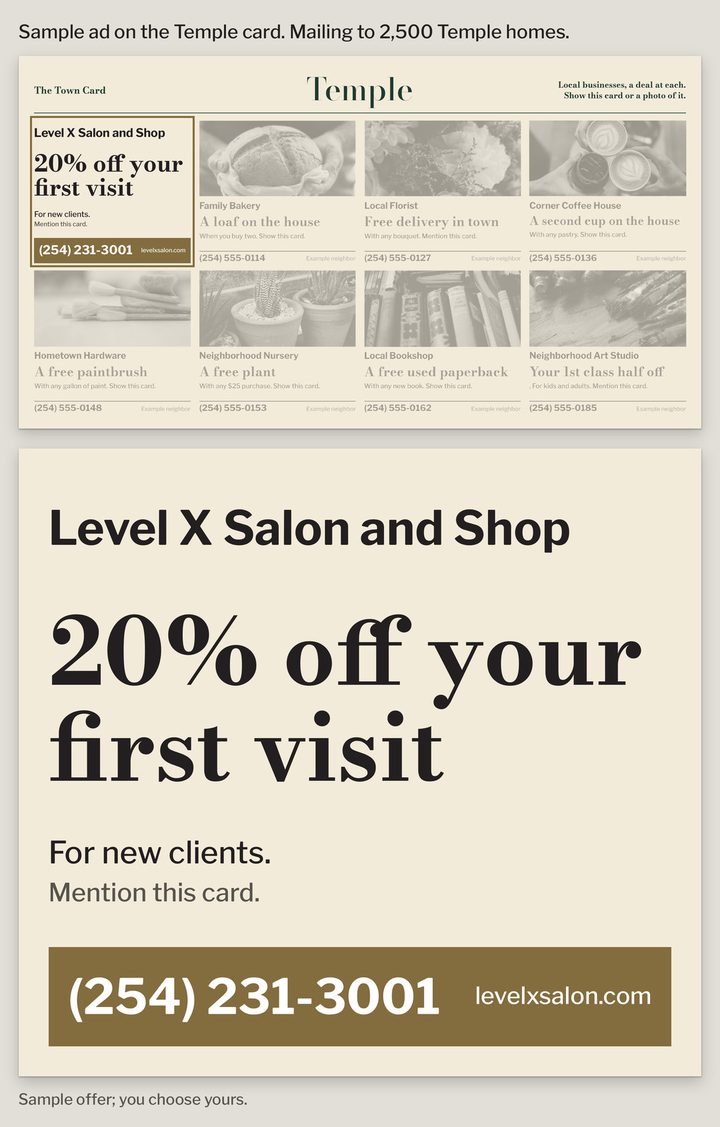 Sample ad on the Temple card. Mailing to 2,500 Temple homes.
The Town Card
Temple
Local businesses, a deal at each.
Show this card or a photo of it.
Level X Salon and Shop
20% off your
first visit
For new clients.
Mention this card.
(254) 231-3001 levelxsalon.com
Family Bakery
A loaf on the house
When you buy two. Show this card.
(254) 555-0114 Example neighbor
Local Florist
Free delivery in town
With any bouquet. Mention this card.
(254) 555-0127 Example neighbor
Corner Coffee House
A second cup on the house
With any pastry. Show this card.
(254) 555-0136 Example neighbor
Hometown Hardware
A free paintbrush
With any gallon of paint. Show this card.
(254) 555-0148 Example neighbor
Neighborhood Nursery
A free plant
With any $25 purchase. Show this card.
(254) 555-0153 Example neighbor
Local Bookshop
A free used paperback
With any new book. Show this card.
(254) 555-0162 Example neighbor
Neighborhood Art Studio
Your 1st class half off
For kids and adults. Mention this card.
(254) 555-0185 Example neighbor
Level X Salon and Shop
20% off your
first visit
For new clients.
Mention this card.
(254) 231-3001 levelxsalon.com
Sample offer; you choose yours.